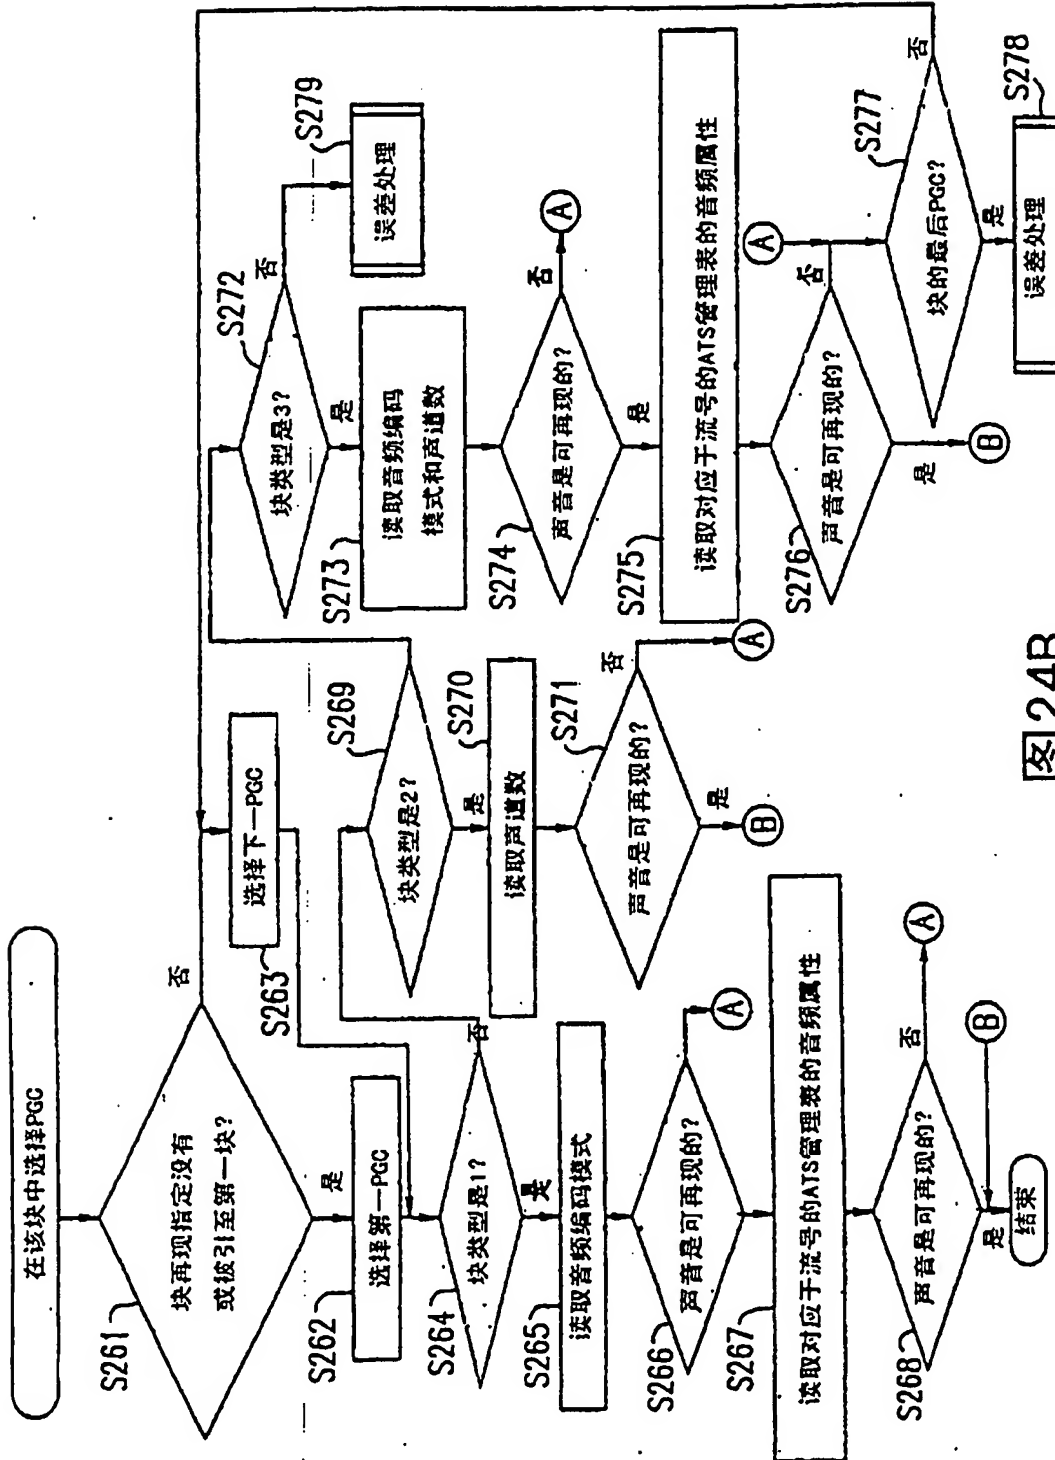 在该块中选择PGC
S261
块再现指定没有
或被引至第一块?
否
是
S262
选择第一PGC
S263
选择下一PGC
S264
块类型是1?
否
是
S265
读取音频编码模式
S266
声音是可再现的?
A
S267
读取对应于流号的ATS管理表的音频属性
S268
声音是可再现的?
否
A
是
B
结束
S269
块类型是2?
是
S270
读取声道数
S271
声音是可再现的?
否
A
是
B
S272
块类型是3?
否
是
S279
误差处理
S273
读取音频编码
模式和声道数
S274
声音是可再现的?
否
A
是
S275
读取对应于流号的ATS管理表的音频属性
S276
声音是可再现的?
否
A
是
B
S277
块的最后PGC?
否
是
S278
误差处理
图24B